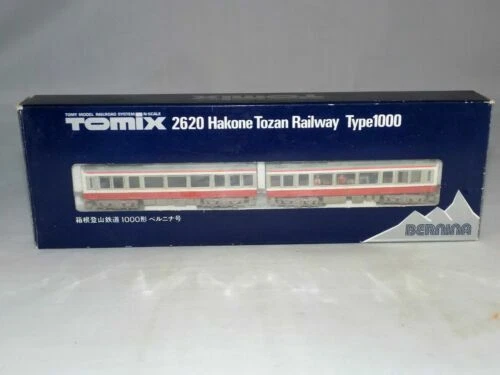 TOMIX
TOMY MODEL RAILROAD SYSTEM N-SCALE
TOMIX 2620 Hakone Tozan Railway Type1000
箱根登山鉄道1000形 ベルニナ号
BERNINA